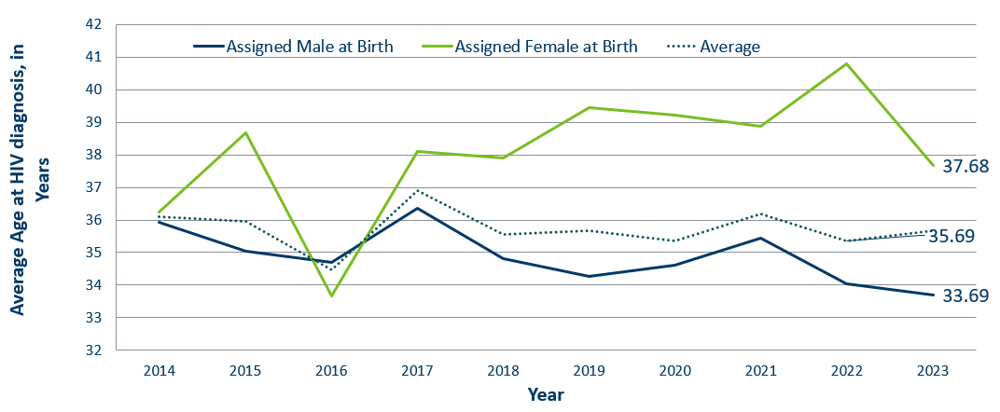 Average Age at HIV diagnosis, in
Years
42
41
40
39
38
37
36
35
34
33
32
Assigned Male at Birth Assigned Female at Birth Average
37.68
35.69
33.69
2014 2015 2016 2017 2018 2019 2020 2021 2022 2023
Year